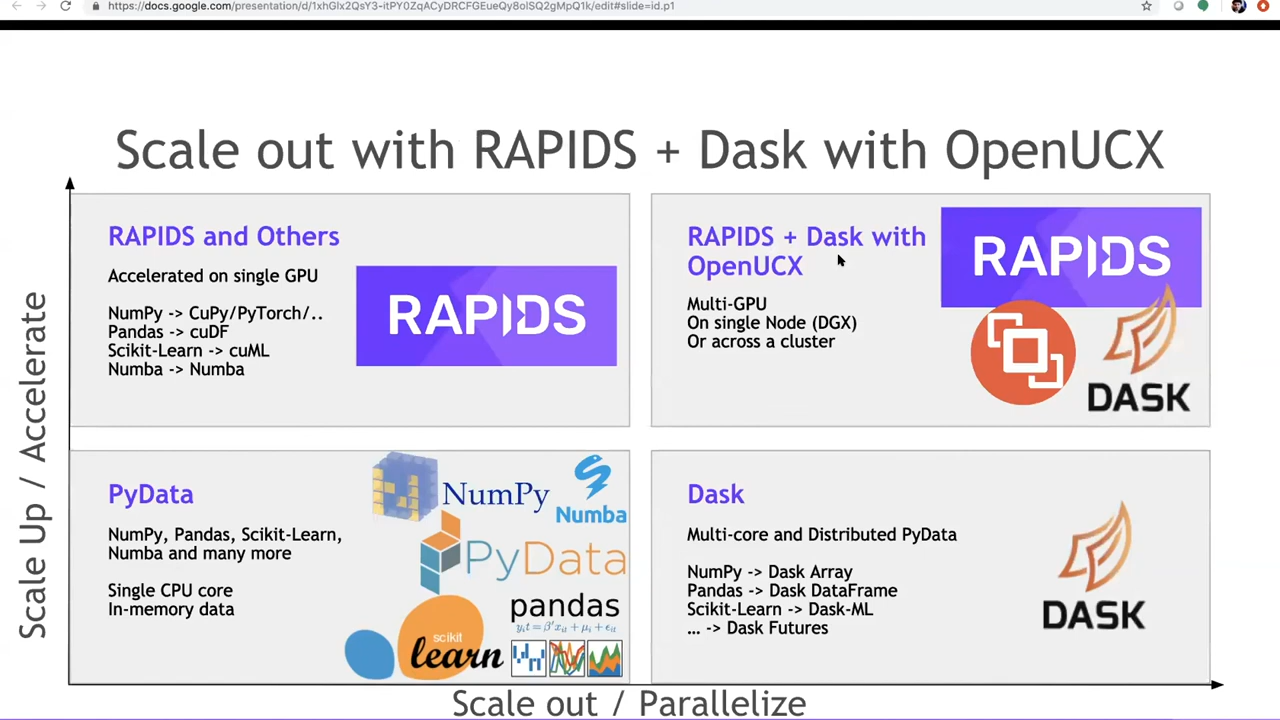 https://docs.google.com/presentation/d/1xhGlx2QsY3-itPY0ZqACyDRCFGEueQy8olSQ2gMpQ1k/edit#slide=id.p1
Scale out with RAPIDS + Dask with OpenUCX
Scale Up / Accelerate
RAPIDS and Others
Accelerated on single GPU
NumPy -> CuPy/PyTorch/..
Pandas -> cuDF
Scikit-Learn -> cuML
Numba -> Numba
RAPIDS
RAPIDS + Dask with
OpenUCX
Multi-GPU
On single Node (DGX)
Or across a cluster
RAPIDS
DASK
PyData
NumPy, Pandas, Scikit-Learn,
Numba and many more
Single CPU core
In-memory data
NumPy
Numba
PyData
pandas
scikit
learn
Dask
Multi-core and Distributed PyData
NumPy -> Dask Array
Pandas -> Dask DataFrame
Scikit-Learn -> Dask-ML
… -> Dask Futures
DASK
Scale out / Parallelize